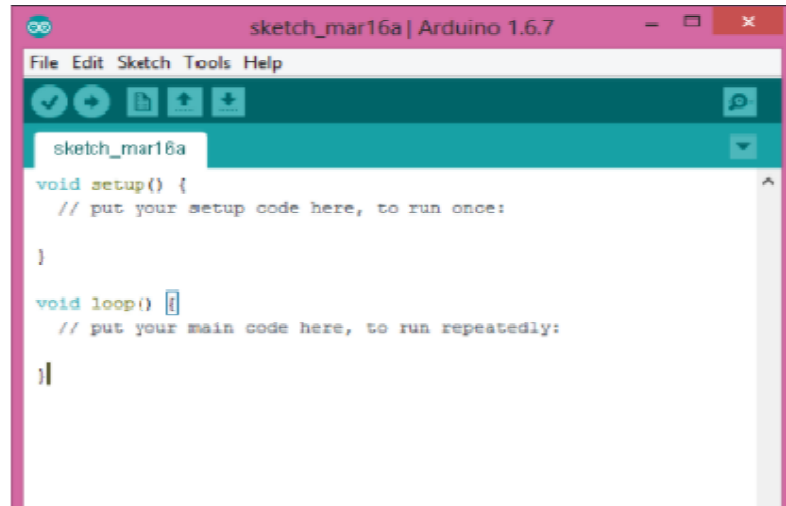 sketch_mar16a | Arduino 1.6.7
File Edit Sketch Tools Help
sketch_mar16a
void setup() {
  // put your setup code here, to run once:
}
void loop() {
  // put your main code here, to run repeatedly:
}